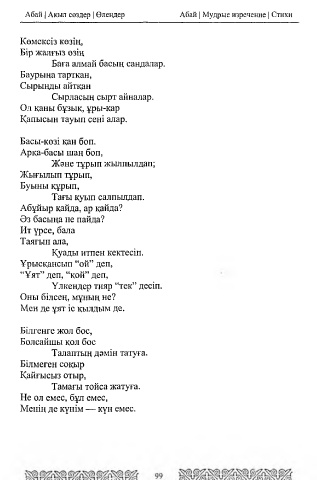 Абай | Ақыл сөздер | Өлеңдер
Абай | Мудрые изречение | Стихи
Көмексіз көзің,
Бір жалғыз өзің
Баға алмай басың сандалар.
Баурына тартқан,
Сырыңды айтқан
Сырласың сырт айналар.
Ол қаны бұзық, ұры-қар
Қапысын тауып сені алар.
Басы-көзі қан боп.
Арқа-басы шаң боп,
Және тұрып жылпылдап;
Жығылып тұрып,
Буыны құрып,
Тағы қуып салпылдап.
Абұйыр қайда, ар қайда?
Өз басыңа не пайда?
Ит үрсе, бала
Таяғын ала,
Қуады итпен кектесіп.
Ұрысқансып “ой” деп,
“Ұят” деп, “қой” деп,
Үлкендер тияр “тек” десіп.
Оны білсең, мұның не?
Мен де ұят іс қылдым де.
Білгенге жол бос,
Болсайшы қол бос
Талаптың дәмін татуға.
Білмеген соқыр
Қайғысыз отыр,
Тамағы тойса жатуға.
Не ол емес, бұл емес,
Менің де күнім — күн емес.
99